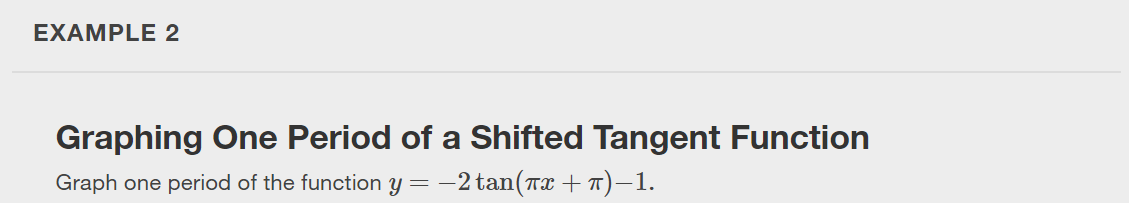 EXAMPLE 2
Graphing One Period of a Shifted Tangent Function
Graph one period of the function y = −2 tan(πx + π)−1.